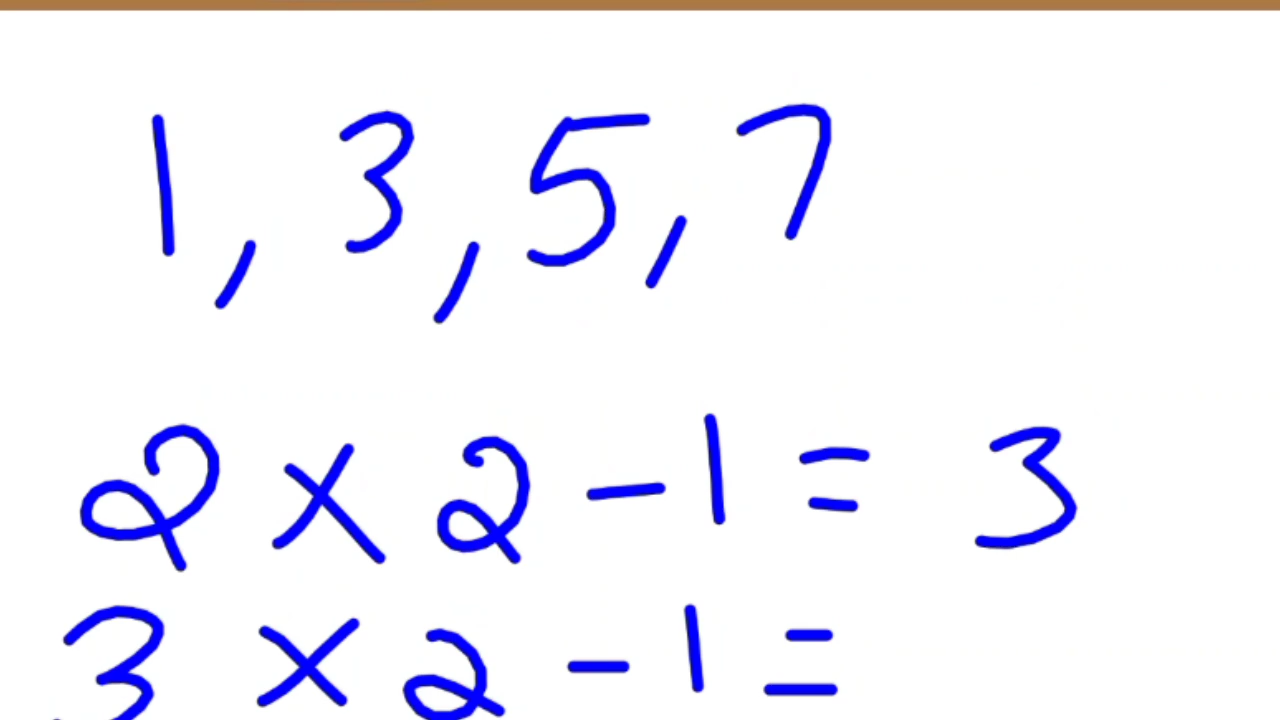 1, 3, 5, 7
2 × 2 - 1 = 3
3 × 2 - 1 =